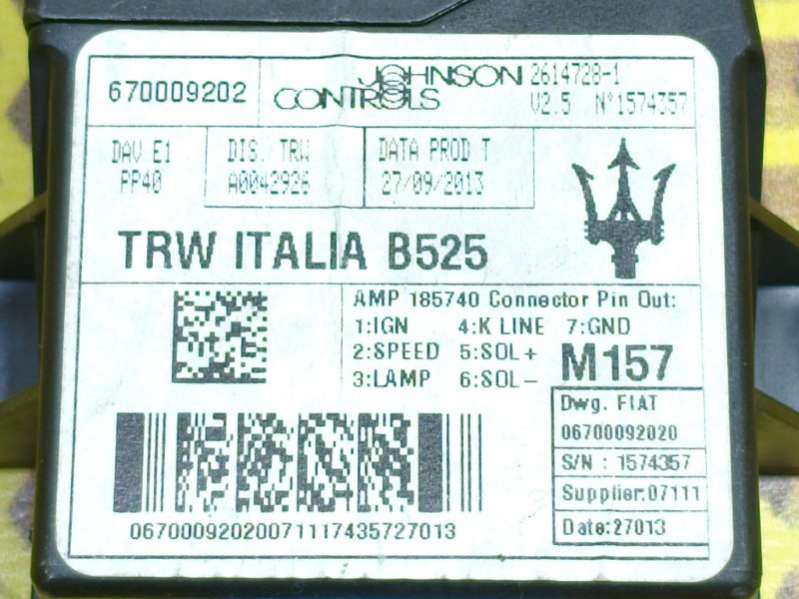 670009202
JOHNSON CONTROLS
2614728-1
V2.5 N°1574357
DAV E1
PP40
DIS. TRW
A0042926
DATA PROD T
27/09/2013
TRW ITALIA B525
AMP 185740 Connector Pin Out:
1:IGN 4:K LINE 7:GND
2:SPEED 5:SOL+
3:LAMP 6:SOL-
M157
Dwg. FIAT
06700092020
S/N : 1574357
Supplier:07111
Date:27013
06700092020071117435727013